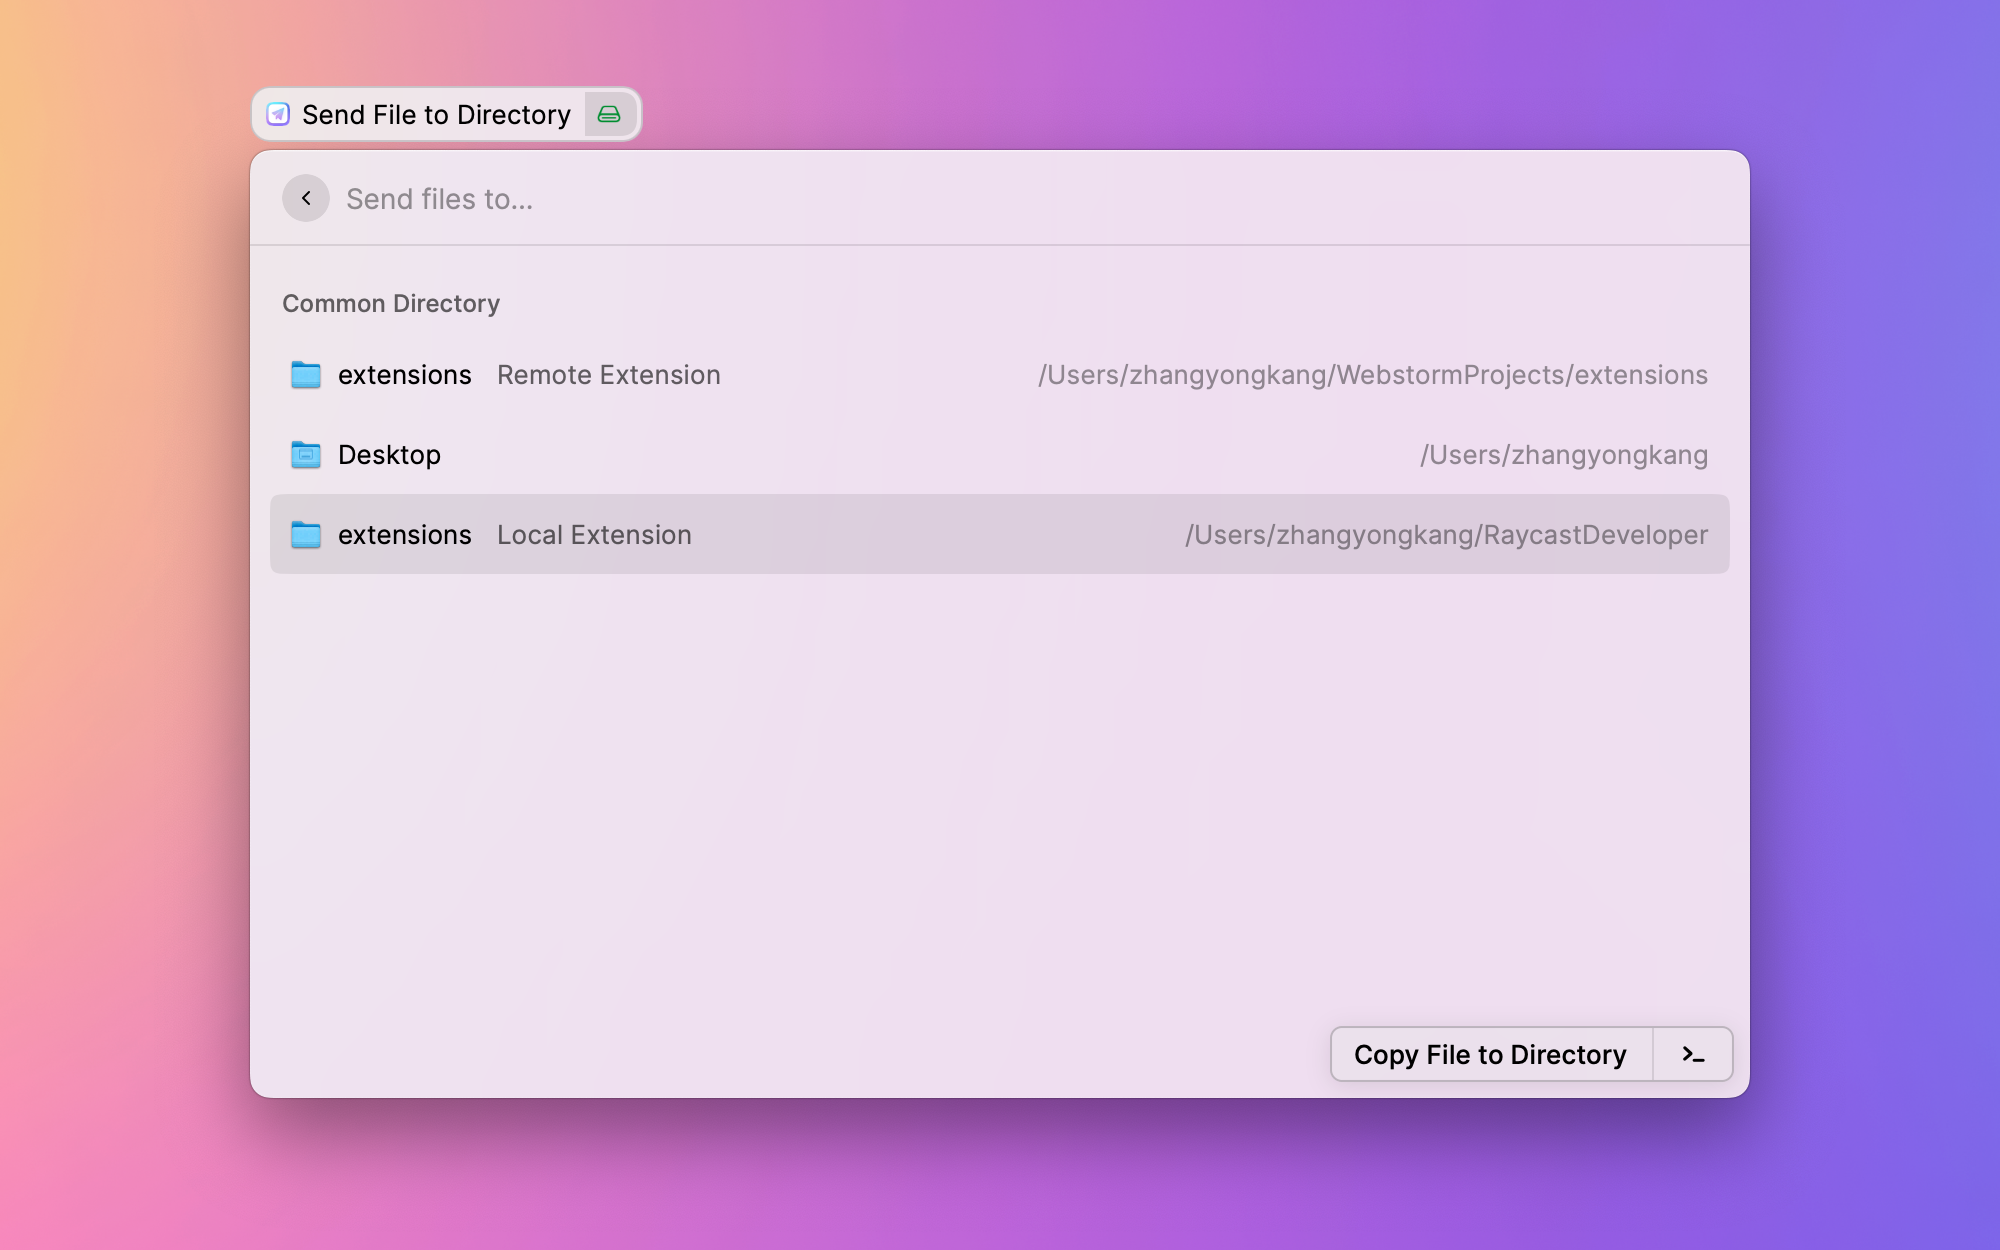 Send File to Directory
Send files to...
Common Directory
extensions Remote Extension /Users/zhangyongkang/WebstormProjects/extensions
Desktop /Users/zhangyongkang
extensions Local Extension /Users/zhangyongkang/RaycastDeveloper
Copy File to Directory